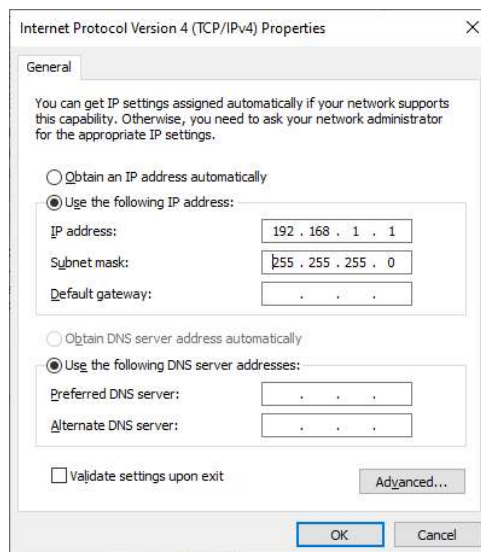 Internet Protocol Version 4 (TCP/IPv4) Properties
General
You can get IP settings assigned automatically if your network supports
this capability. Otherwise, you need to ask your network administrator
for the appropriate IP settings.
Obtain an IP address automatically
Use the following IP address:
IP address: 192 . 168 . 1 . 1
Subnet mask: 255 . 255 . 255 . 0
Default gateway: . . .
Obtain DNS server address automatically
Use the following DNS server addresses:
Preferred DNS server: . . .
Alternate DNS server: . . .
Validate settings upon exit
Advanced...
OK Cancel